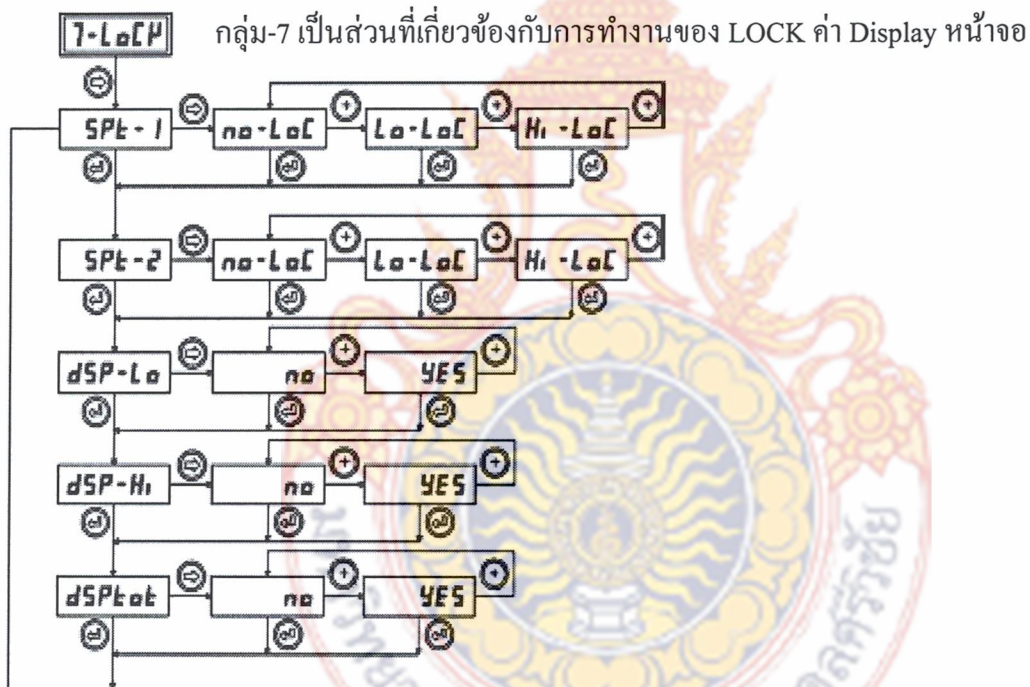 7-LoCK กลุ่ม-7 เป็นส่วนที่เกี่ยวข้องกับการทำงานของ LOCK ค่า Display หน้าจอ
SPt-1 no-LoC Lo-LoC Hi-LoC
SPt-2 no-LoC Lo-LoC Hi-LoC
dSP-Lo no YES
dSP-Hi no YES
dSPtot no YES